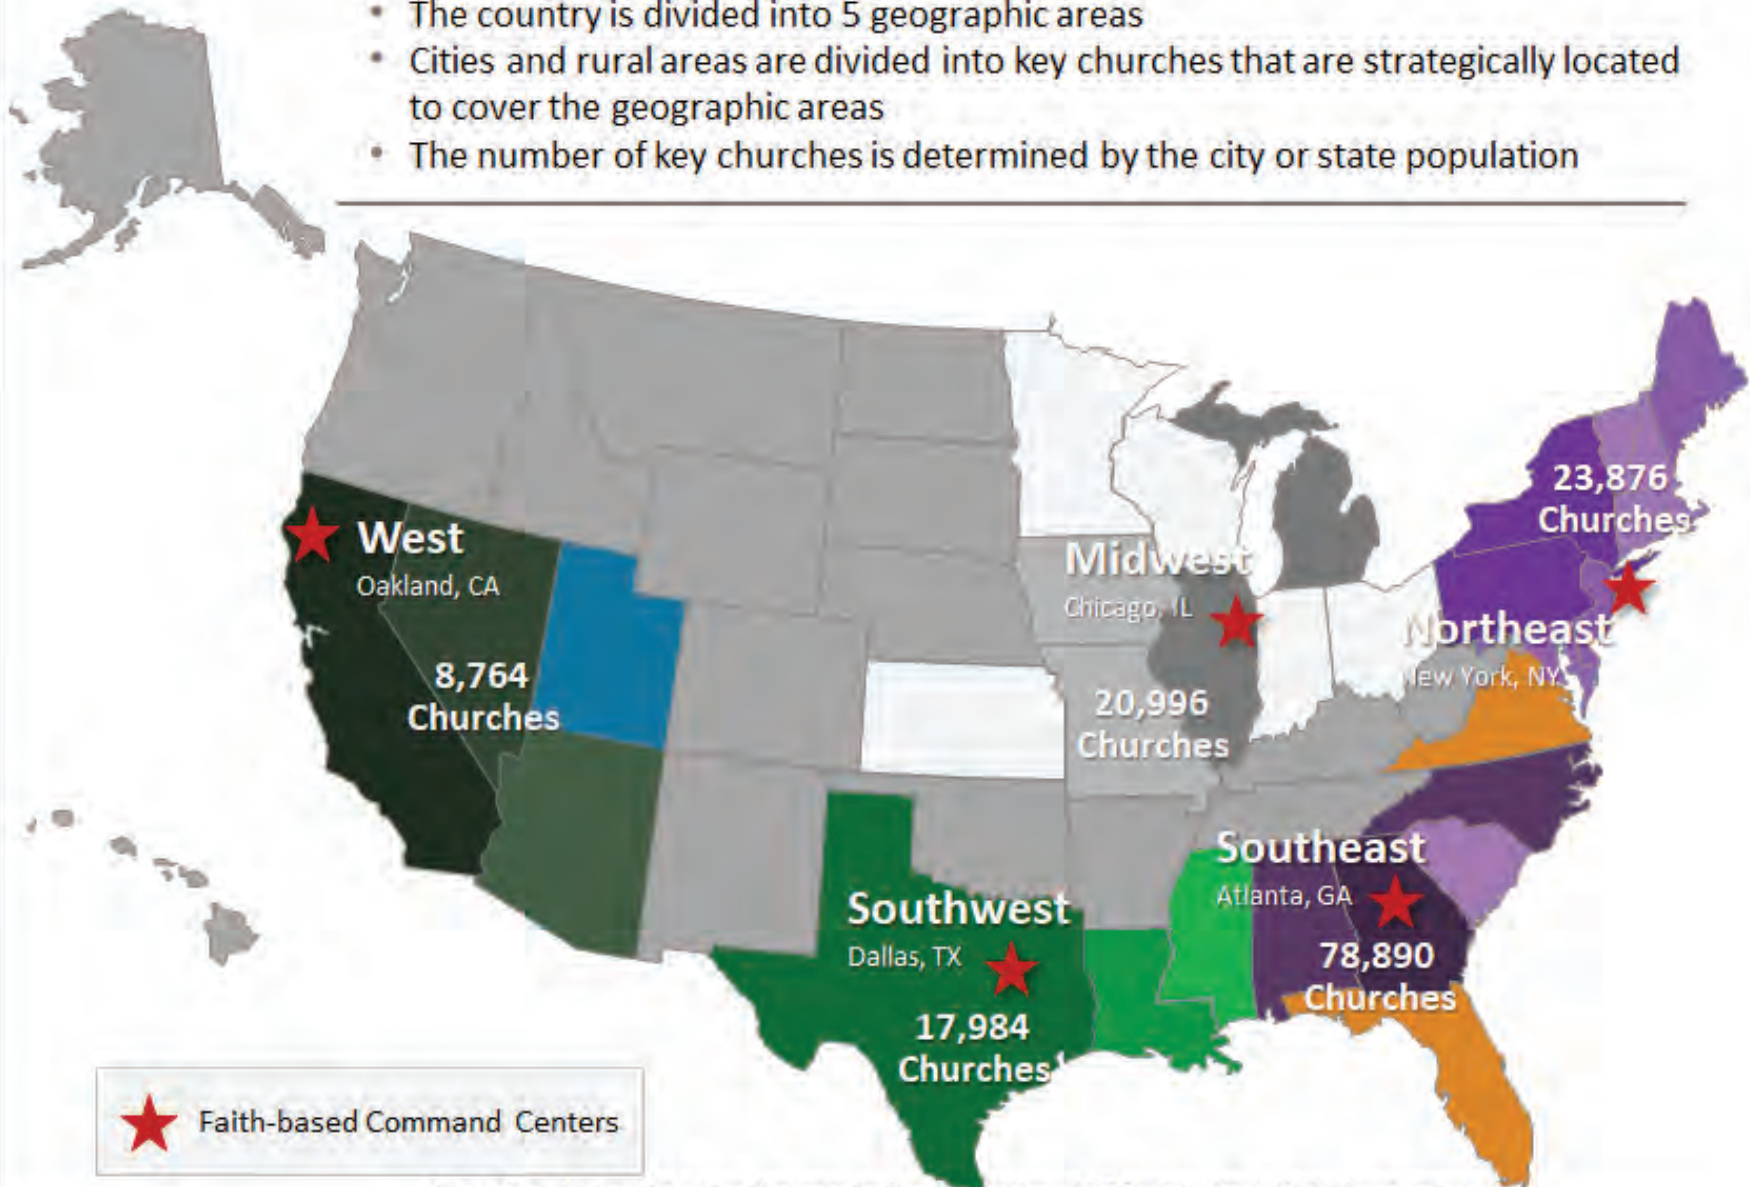 • The country is divided into 5 geographic areas
• Cities and rural areas are divided into key churches that are strategically located
to cover the geographic areas
• The number of key churches is determined by the city or state population
23,876
Churches
West
Oakland, CA
Midwest
Chicago, IL
Northeast
New York, NY
8,764
Churches
20,996
Churches
Southeast
Atlanta, GA
Southwest
Dallas, TX
78,890
Churches
17,984
Churches
Faith-based Command Centers